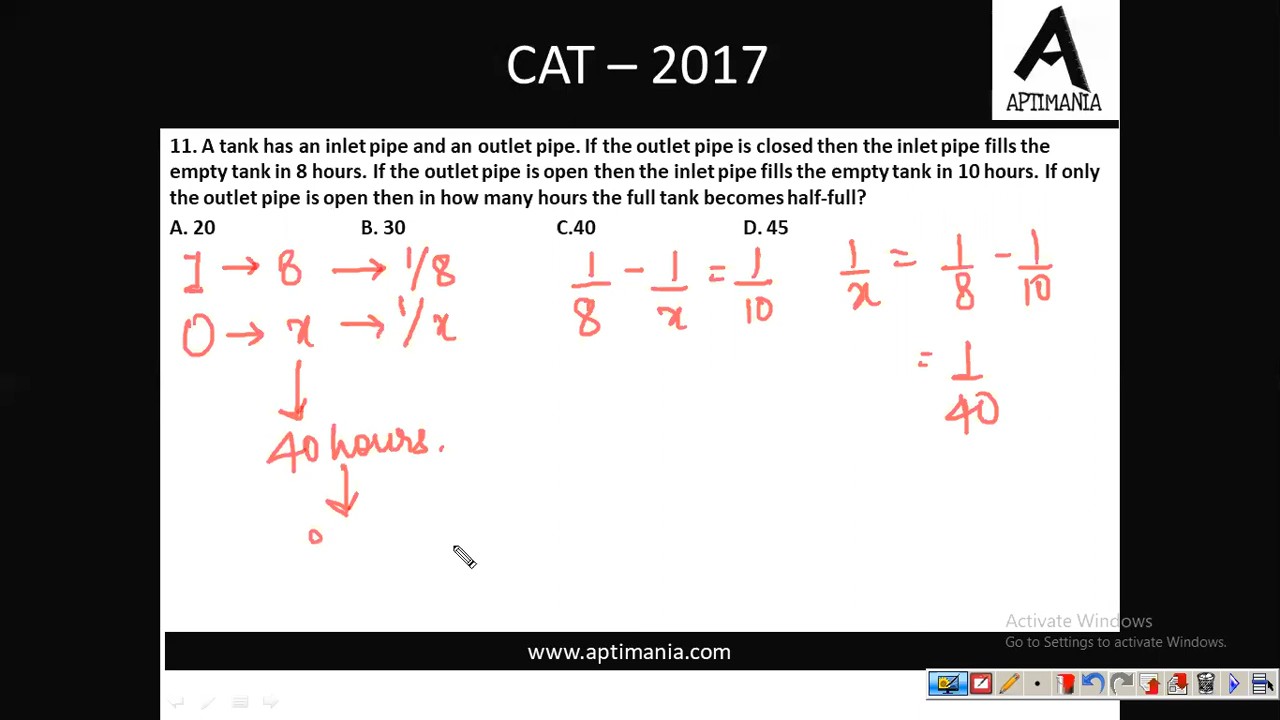 CAT – 2017
A
APTIMANIA
11. A tank has an inlet pipe and an outlet pipe. If the outlet pipe is closed then the inlet pipe fills the
empty tank in 8 hours. If the outlet pipe is open then the inlet pipe fills the empty tank in 10 hours. If only
the outlet pipe is open then in how many hours the full tank becomes half-full?
A. 20 B. 30 C.40 D. 45
I → 8 → 1/8
O → x → 1/x
↓
40 hours.
↓
o
1/8 - 1/x = 1/10
1/x = 1/8 - 1/10
= 1/40
www.aptimania.com
Activate Windows
Go to Settings to activate Windows.